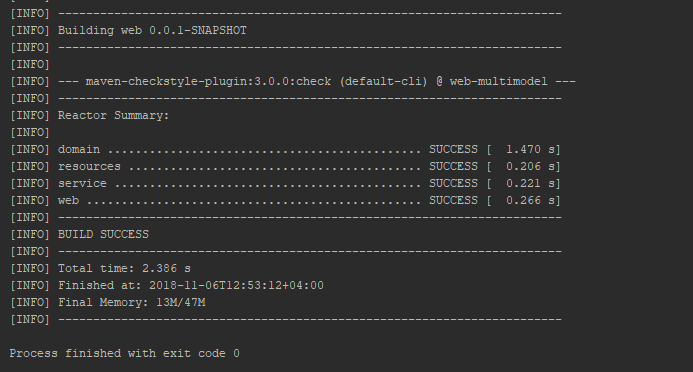 [INFO] ------------------------------------------------------------------------
[INFO] Building web 0.0.1-SNAPSHOT
[INFO] ------------------------------------------------------------------------
[INFO]
[INFO] --- maven-checkstyle-plugin:3.0.0:check (default-cli) @ web-multimodel ---
[INFO] ------------------------------------------------------------------------
[INFO] Reactor Summary:
[INFO]
[INFO] domain ............................................. SUCCESS [  1.470 s]
[INFO] resources .......................................... SUCCESS [  0.206 s]
[INFO] service ............................................ SUCCESS [  0.221 s]
[INFO] web ................................................ SUCCESS [  0.266 s]
[INFO] ------------------------------------------------------------------------
[INFO] BUILD SUCCESS
[INFO] ------------------------------------------------------------------------
[INFO] Total time: 2.386 s
[INFO] Finished at: 2018-11-06T12:53:12+04:00
[INFO] Final Memory: 13M/47M
[INFO] ------------------------------------------------------------------------
Process finished with exit code 0